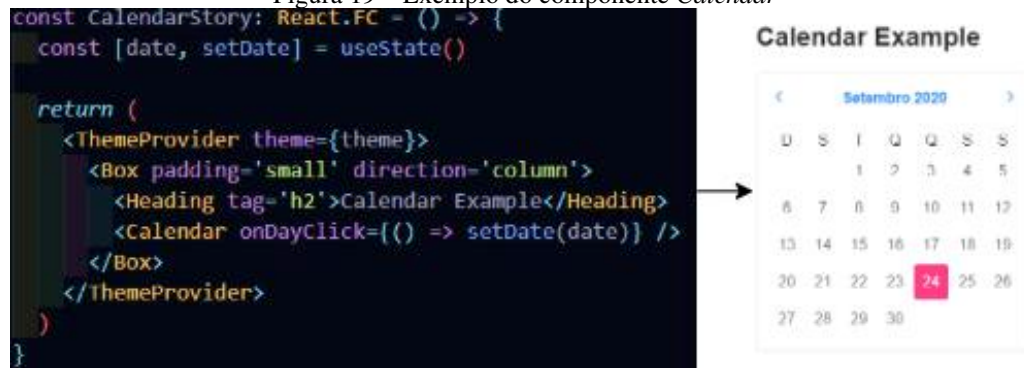 Figura 19 – Exemplo do componente Calendar
const CalendarStory: React.FC = () => {
const [date, setDate] = useState()
return (
<ThemeProvider theme={theme}>
<Box padding='small' direction='column'>
<Heading tag='h2'>Calendar Example</Heading>
<Calendar onDayClick={() => setDate(date)} />
</Box>
</ThemeProvider>
)
}
Calendar Example
< Setembro 2020 >
D S T Q Q S S
1 2 3 4 5
6 7 8 9 10 11 12
13 14 15 16 17 18 19
20 21 22 23 24 25 26
27 28 29 30